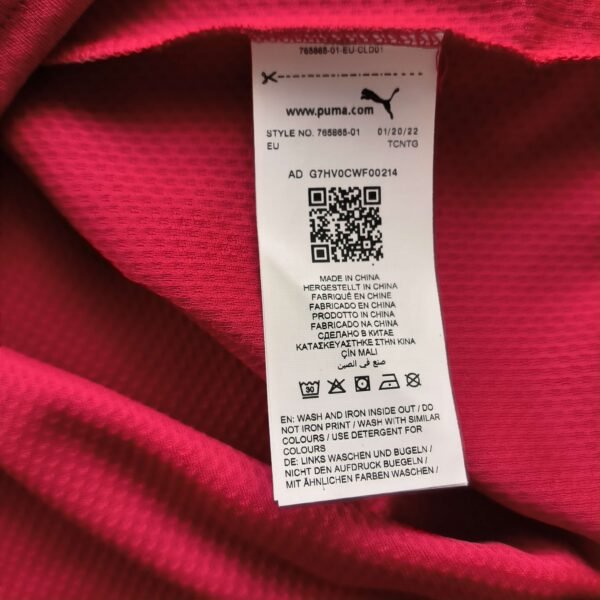 765865-01-EU-CLD01
www.puma.com
STYLE NO. 765865-01 01/20/22
EU TCNTG
AD G7HV0CWF00214
MADE IN CHINA
HERGESTELLT IN CHINA
FABRIQUÉ EN CHINE
FABRICADO EN CHINA
PRODOTTO IN CHINA
FABRICADO NA CHINA
СДЕЛАНО В КИТАЕ
ΚΑΤΑΣΚΕΥΑΣΤΗΚΕ ΣΤΗΝ ΚΙΝΑ
ÇİN MALI
صنع في الصين
30
EN: WASH AND IRON INSIDE OUT / DO
NOT IRON PRINT / WASH WITH SIMILAR
COLOURS / USE DETERGENT FOR
COLOURS
DE: LINKS WASCHEN UND BUGELN /
NICHT DEN AUFDRUCK BUEGELN /
MIT ÄHNLICHEN FARBEN WASCHEN /